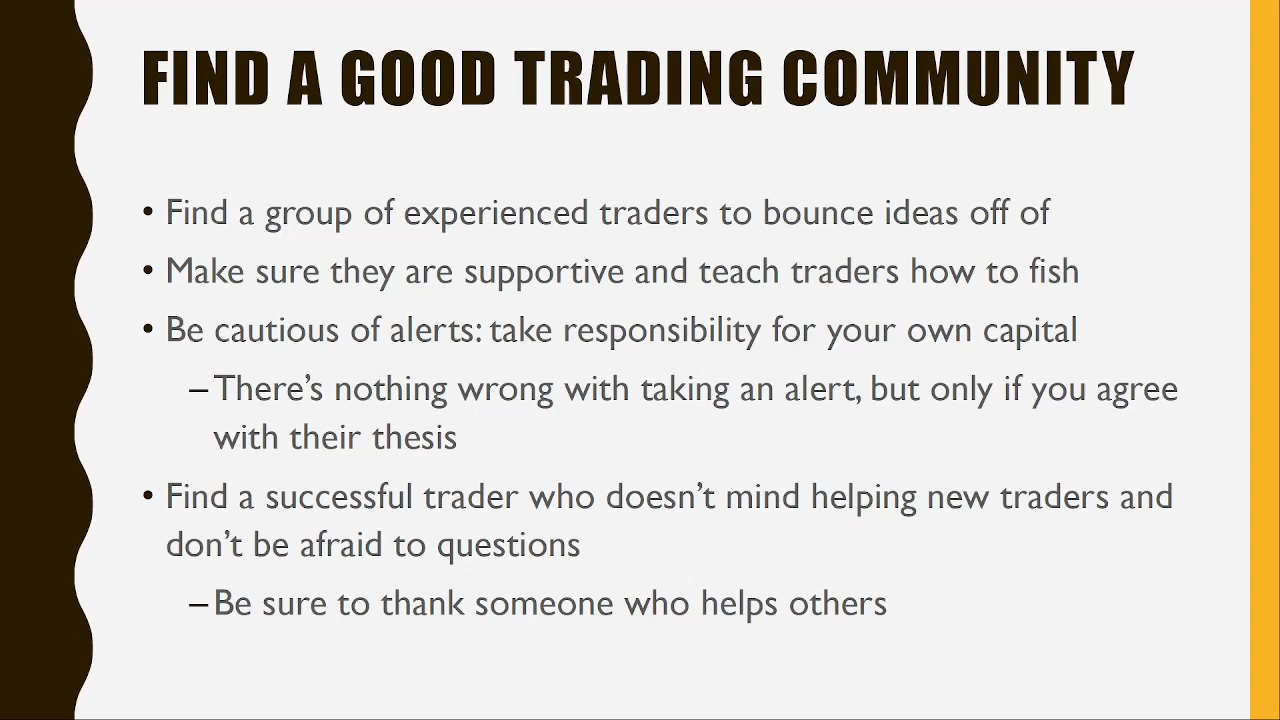 FIND A GOOD TRADING COMMUNITY
• Find a group of experienced traders to bounce ideas off of
• Make sure they are supportive and teach traders how to fish
• Be cautious of alerts: take responsibility for your own capital
– There’s nothing wrong with taking an alert, but only if you agree
with their thesis
• Find a successful trader who doesn’t mind helping new traders and
don’t be afraid to questions
– Be sure to thank someone who helps others